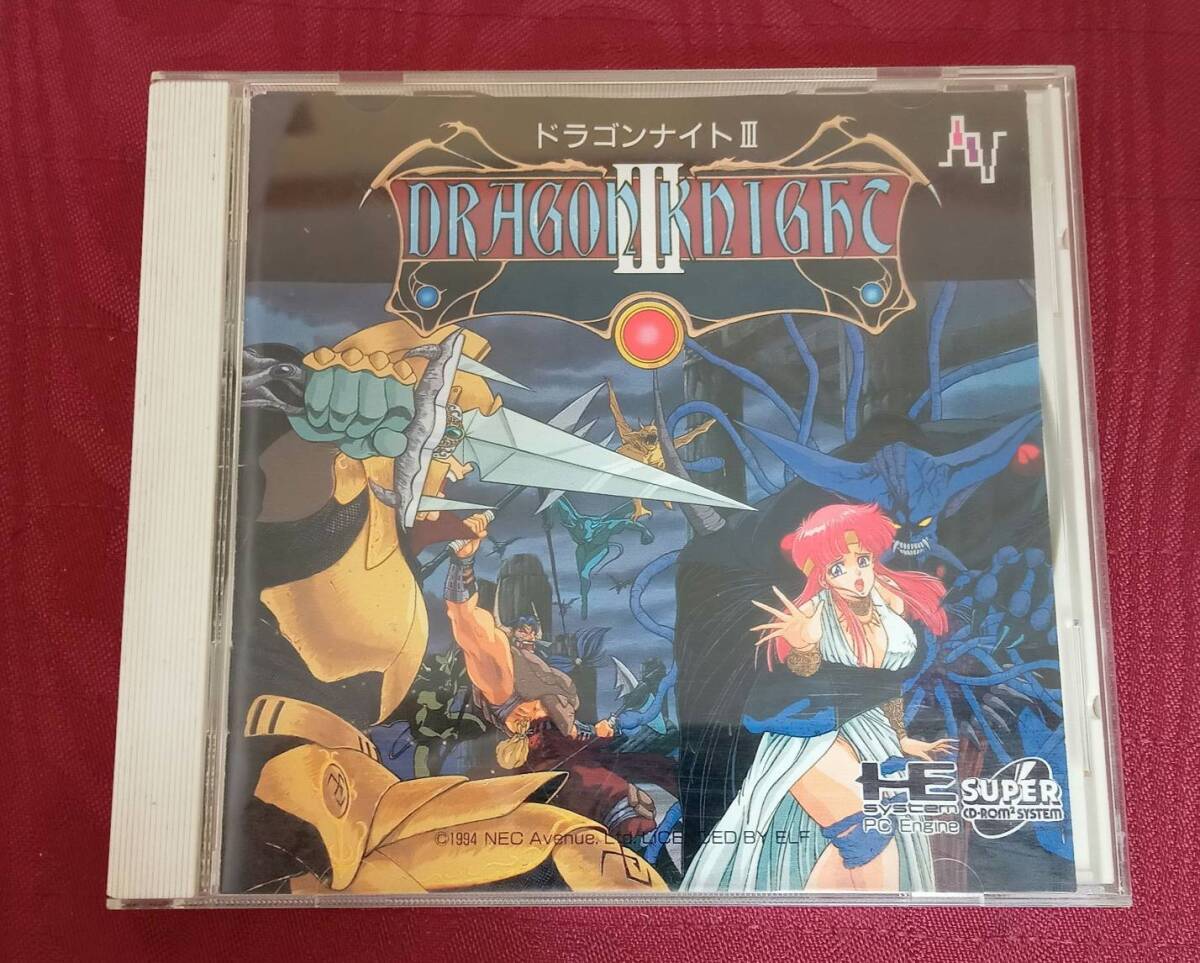 ドラゴンナイトⅢ
DRAGON KNIGHT
III
HE
system
PC Engine
SUPER
CD-ROM² SYSTEM
©1994 NEC Avenue, Ltd. LICENSED BY ELF